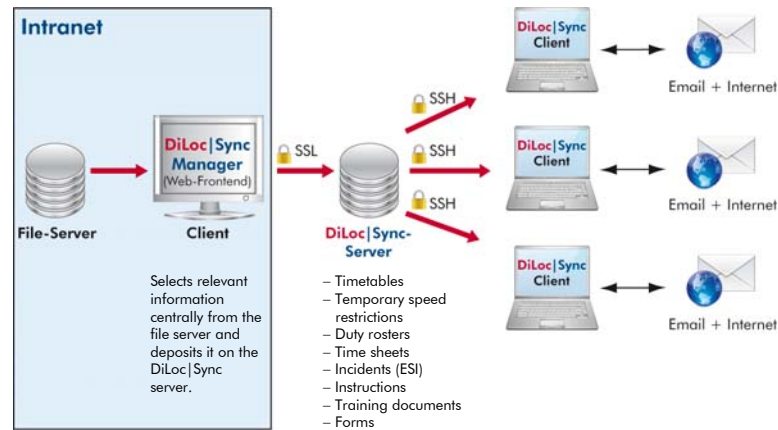 Intranet
File-Server
DiLoc|Sync
Manager
(Web-Frontend)
Client
Selects relevant
information
centrally from the
file server and
deposits it on the
DiLoc|Sync
server.
SSL
DiLoc|Sync-
Server
– Timetables
– Temporary speed
restrictions
– Duty rosters
– Time sheets
– Incidents (ESI)
– Instructions
– Training documents
– Forms
SSH
SSH
SSH
DiLoc|Sync
Client
Email + Internet
DiLoc|Sync
Client
Email + Internet
DiLoc|Sync
Client
Email + Internet